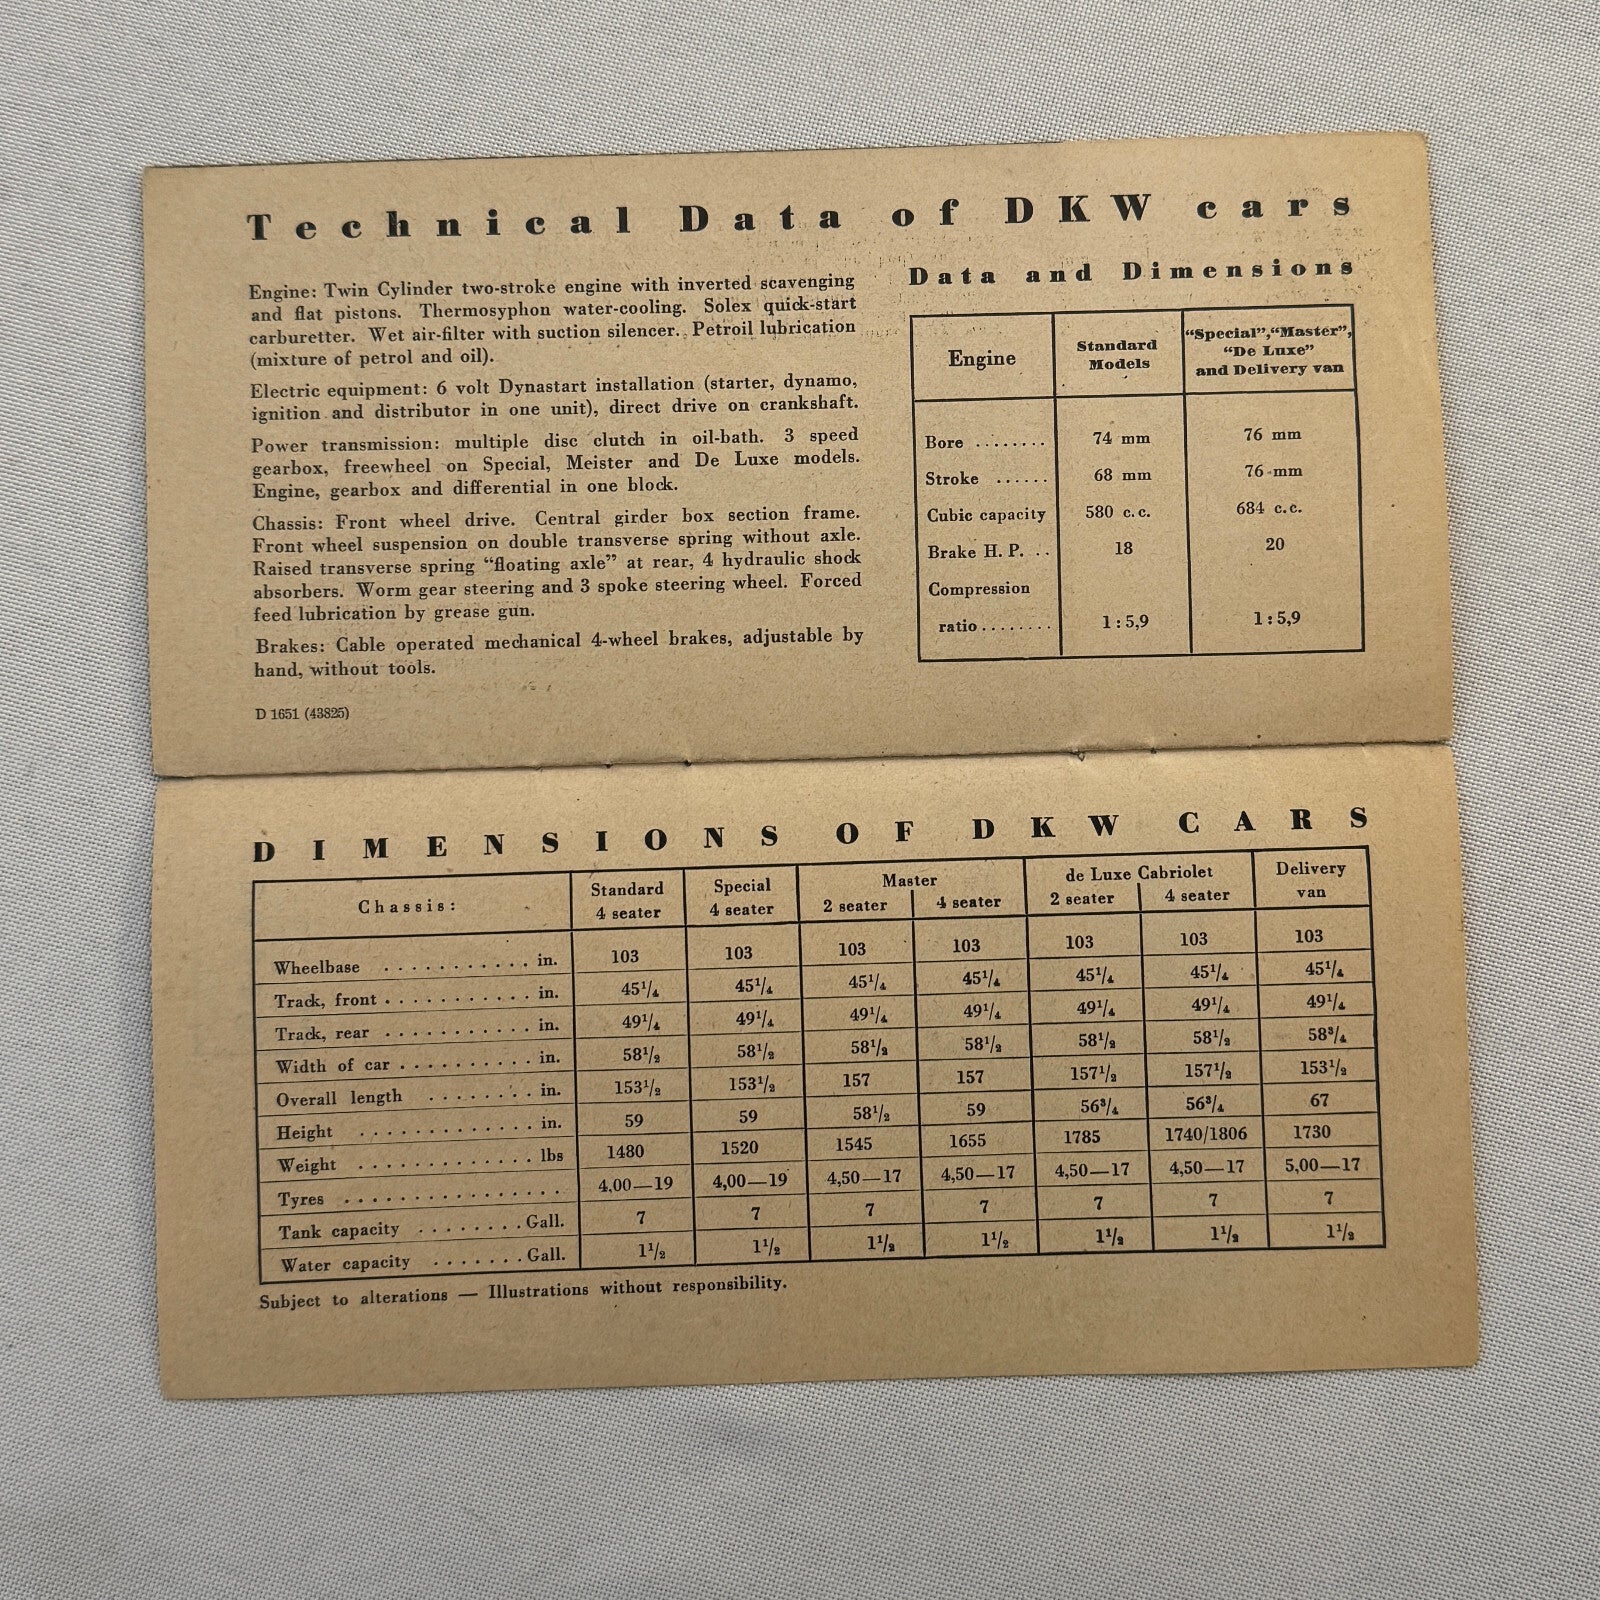 Technical Data of DKW cars
Engine: Twin Cylinder two-stroke engine with inverted scavenging
and flat pistons. Thermosyphon water-cooling. Solex quick-start
carburetter. Wet air-filter with suction silencer. Petroil lubrication
(mixture of petrol and oil).
Electric equipment: 6 volt Dynastart installation (starter, dynamo,
ignition and distributor in one unit), direct drive on crankshaft.
Power transmission: multiple disc clutch in oil-bath. 3 speed
gearbox, freewheel on Special, Meister and De Luxe models.
Engine, gearbox and differential in one block.
Chassis: Front wheel drive. Central girder box section frame.
Front wheel suspension on double transverse spring without axle.
Raised transverse spring “floating axle” at rear, 4 hydraulic shock
absorbers. Worm gear steering and 3 spoke steering wheel. Forced
feed lubrication by grease gun.
Brakes: Cable operated mechanical 4-wheel brakes, adjustable by
hand, without tools.
D 1651 (43825)
Data and Dimensions
Engine Standard Models “Special”, “Master”, “De Luxe” and Delivery van
Bore ........ 74 mm 76 mm
Stroke ...... 68 mm 76 mm
Cubic capacity 580 c.c. 684 c.c.
Brake H. P. .. 18 20
Compression
ratio ........ 1 : 5,9 1 : 5,9
DIMENSIONS OF DKW CARS
Chassis: Standard 4 seater Special 4 seater Master 2 seater 4 seater de Luxe Cabriolet 2 seater 4 seater Delivery van
Wheelbase ........... in. 103 103 103 103 103 103 103
Track, front ........... in. 45¹/₄ 45¹/₄ 45¹/₄ 45¹/₄ 45¹/₄ 45¹/₄ 45¹/₄
Track, rear ........... in. 49¹/₄ 49¹/₄ 49¹/₄ 49¹/₄ 49¹/₄ 49¹/₄ 49¹/₄
Width of car .......... in. 58¹/₂ 58¹/₂ 58¹/₂ 58¹/₂ 58¹/₂ 58¹/₂ 58³/₄
Overall length ........ in. 153¹/₂ 153¹/₂ 157 157 157¹/₂ 157¹/₂ 153¹/₂
Height ............. in. 59 59 58¹/₂ 59 56³/₄ 56³/₄ 67
Weight ............. lbs 1480 1520 1545 1655 1785 1740/1806 1730
Tyres ................ 4,00—19 4,00—19 4,50—17 4,50—17 4,50—17 4,50—17 5,00—17
Tank capacity ........ Gall. 7 7 7 7 7 7 7
Water capacity ....... Gall. 1¹/₂ 1¹/₂ 1¹/₂ 1¹/₂ 1¹/₂ 1¹/₂ 1¹/₂
Subject to alterations — Illustrations without responsibility.